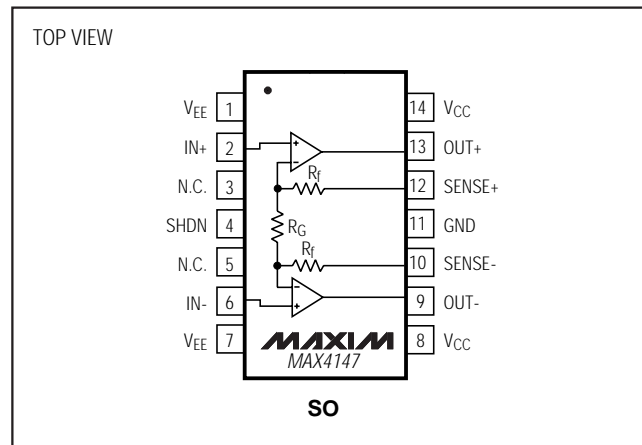 TOP VIEW
VEE 1
14 VCC
IN+ 2
+
13 OUT+
-
Rf
N.C. 3
12 SENSE+
SHDN 4
RG
11 GND
Rf
N.C. 5
10 SENSE-
-
IN- 6
+
9 OUT-
VEE 7
MAXIM
8 VCC
MAX4147
SO